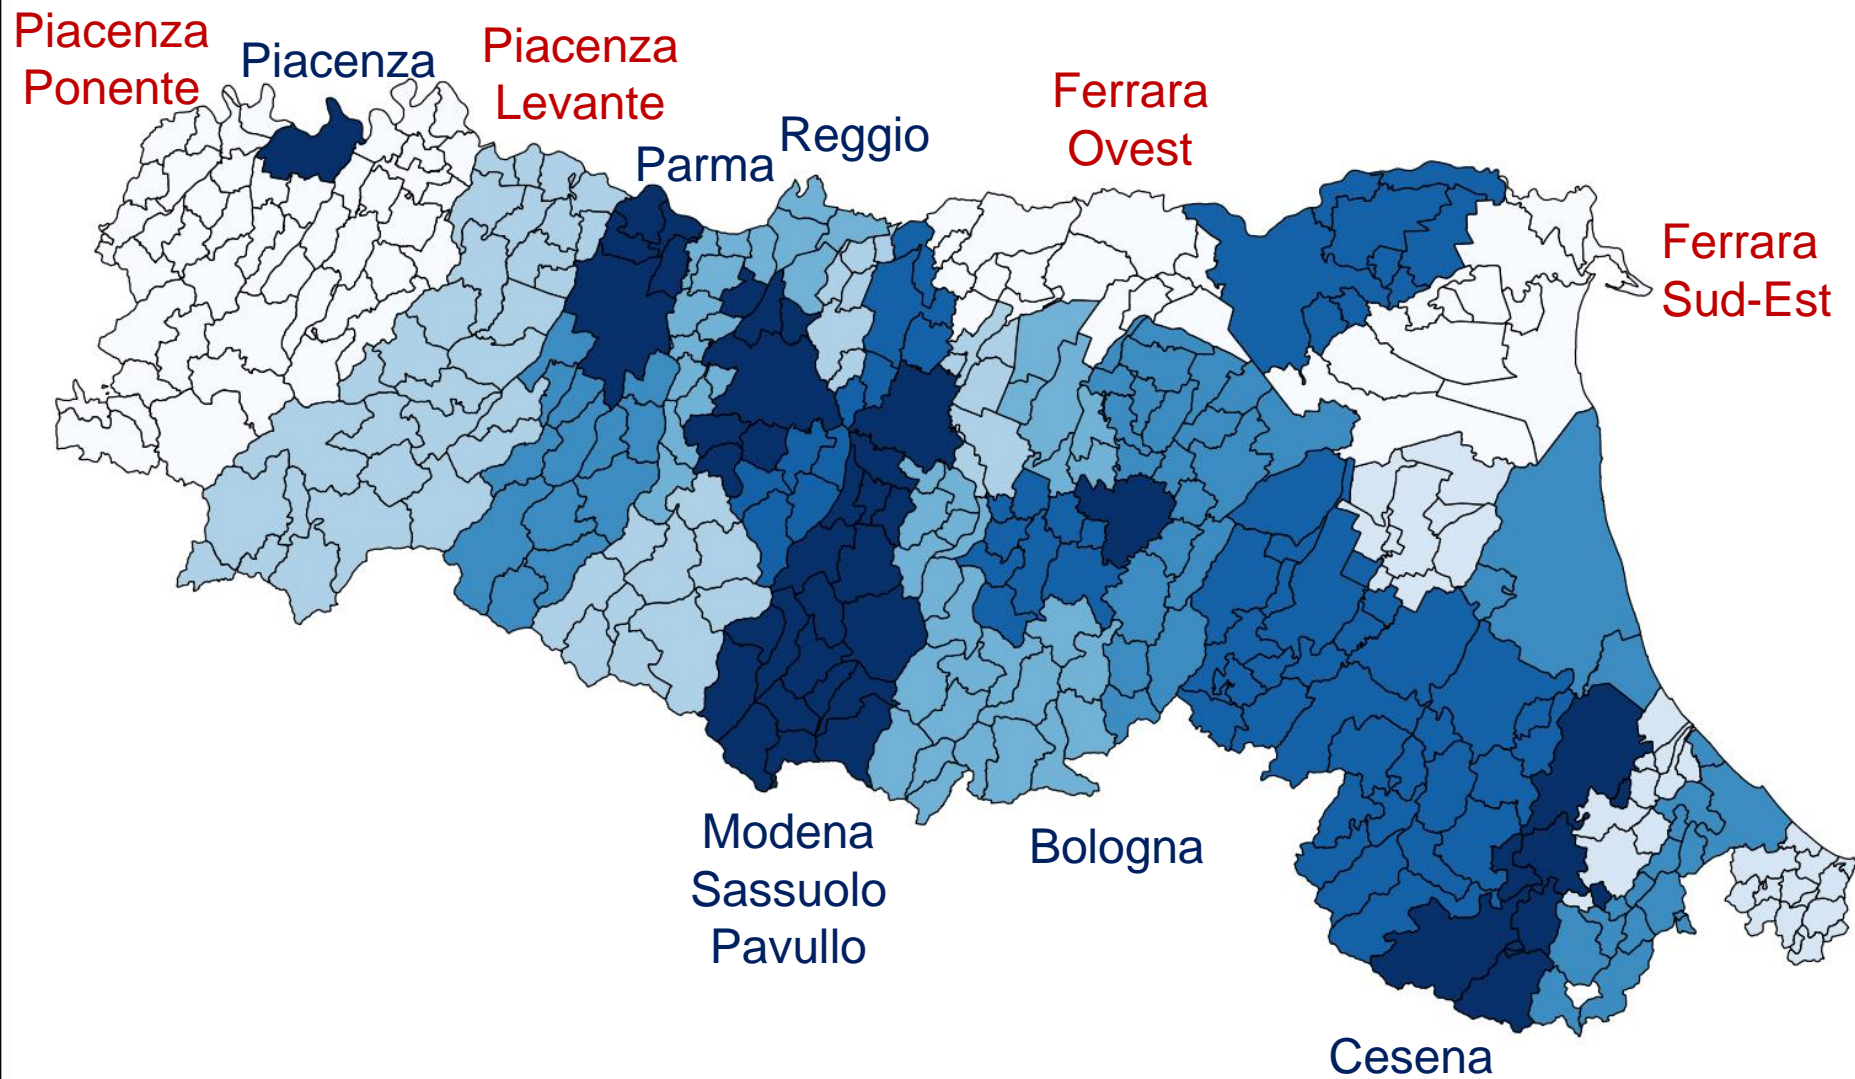 Piacenza
Ponente
Piacenza
Piacenza
Levante
Parma
Reggio
Ferrara
Ovest
Ferrara
Sud-Est
Modena
Sassuolo
Pavullo
Bologna
Cesena